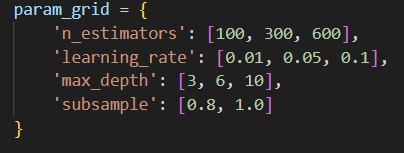 param_grid = {
    'n_estimators': [100, 300, 600],
    'learning_rate': [0.01, 0.05, 0.1],
    'max_depth': [3, 6, 10],
    'subsample': [0.8, 1.0]
}